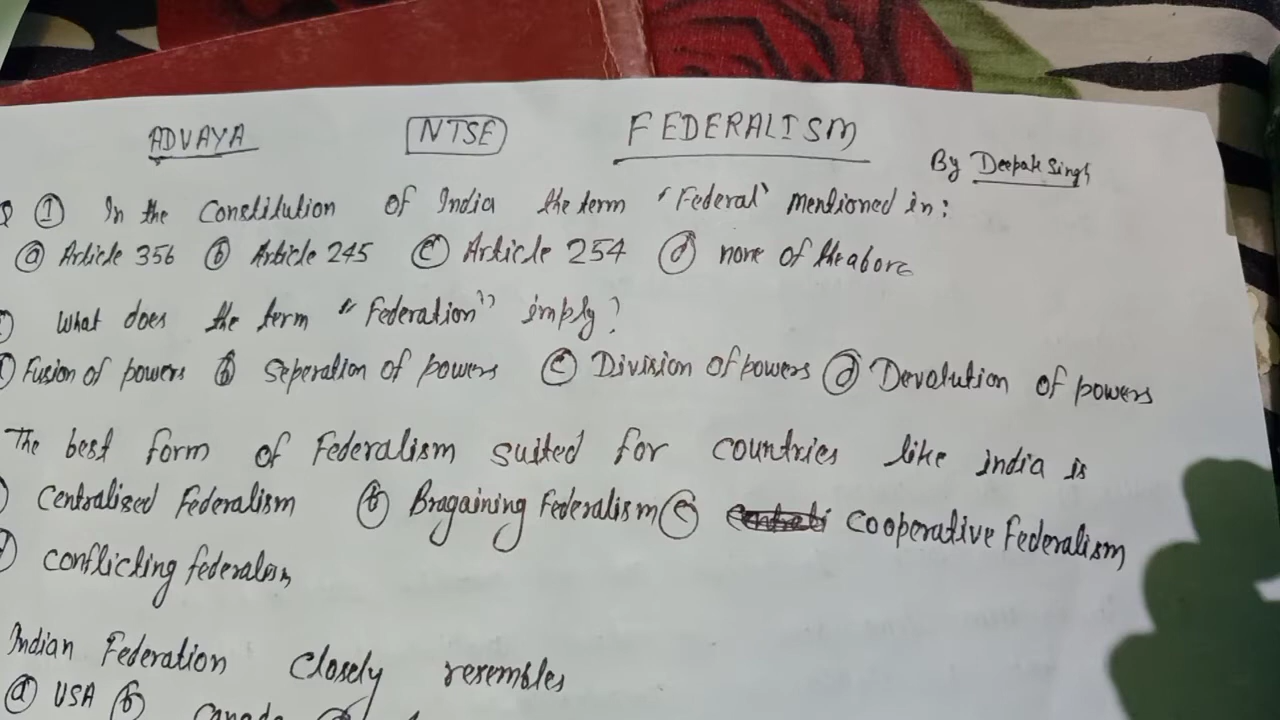 ADVAYA NTSE FEDERALISM
By Deepak Singh
Q ① In the Constitution of India the term "Federal" mentioned in:
ⓐ Article 356 ⓑ Article 245 ⓒ Article 254 ⓓ none of the above
What does the term "Federation" imply?
Fusion of powers ⓑ Seperation of powers ⓒ Division of powers ⓓ Devolution of powers
The best form of Federalism suited for countries like india is
Centralised Federalism ⓑ Bragaining Federalism ⓒ Cooperative Federalism
conflicting federalism
Indian Federation closely resembles
ⓐ USA ⓑ Canada